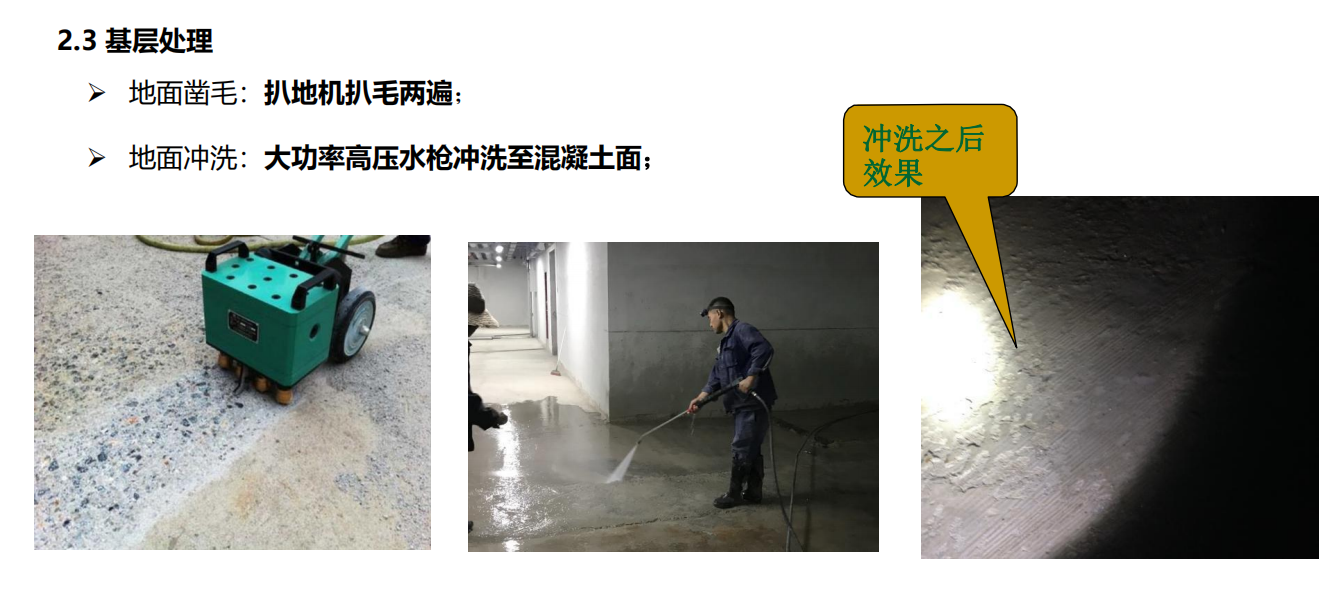 2.3 基层处理
➢ 地面凿毛：扒地机扒毛两遍；
➢ 地面冲洗：大功率高压水枪冲洗至混凝土面；
冲洗之后
效果